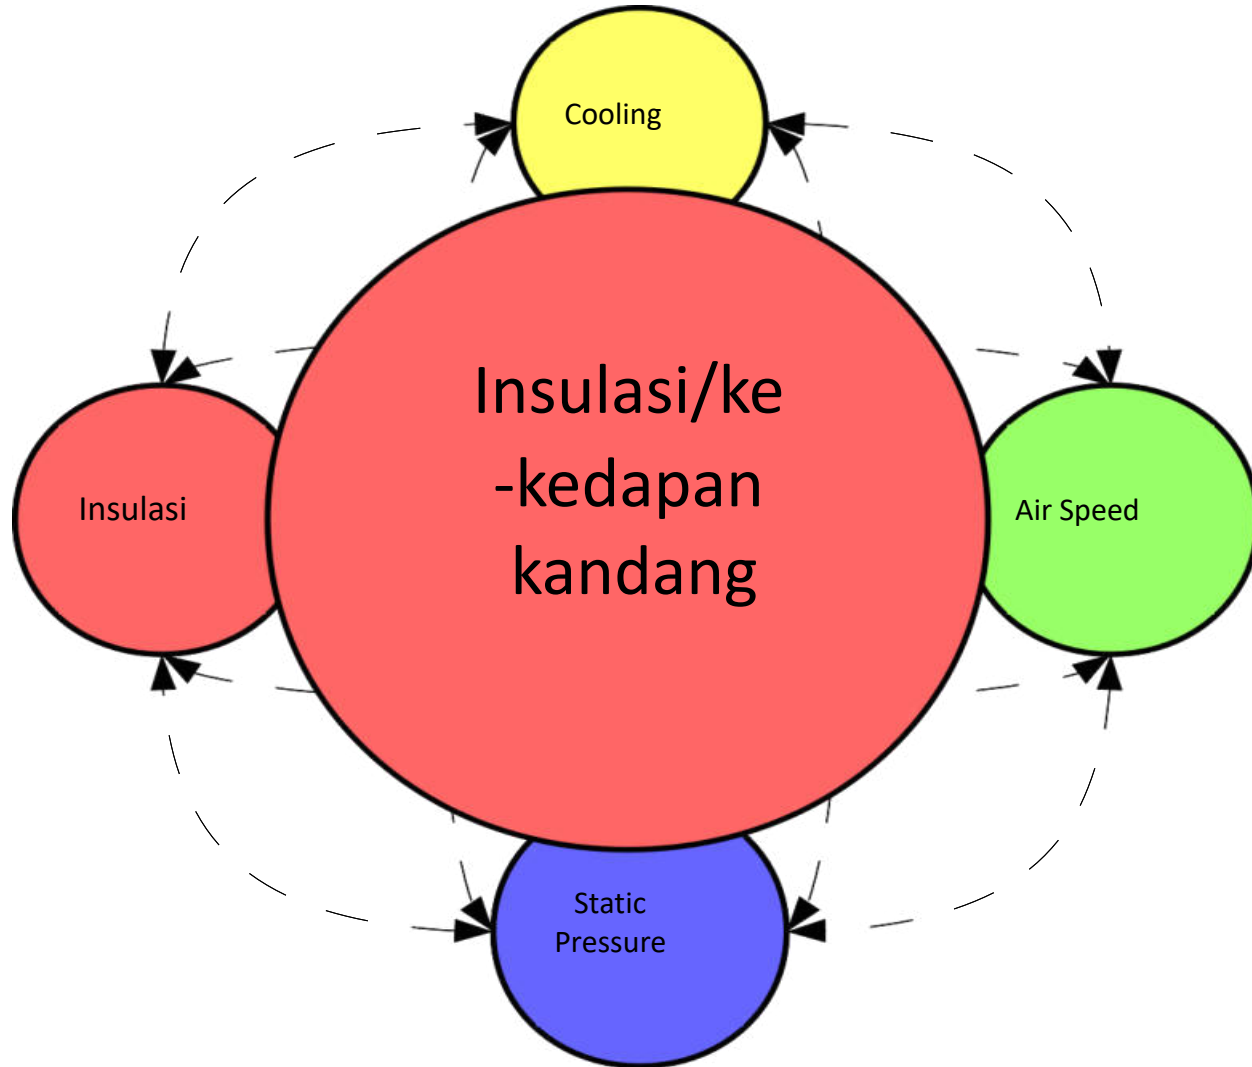 Cooling
Insulasi/ke
-kedapan
kandang
Insulasi
Air Speed
Static
Pressure